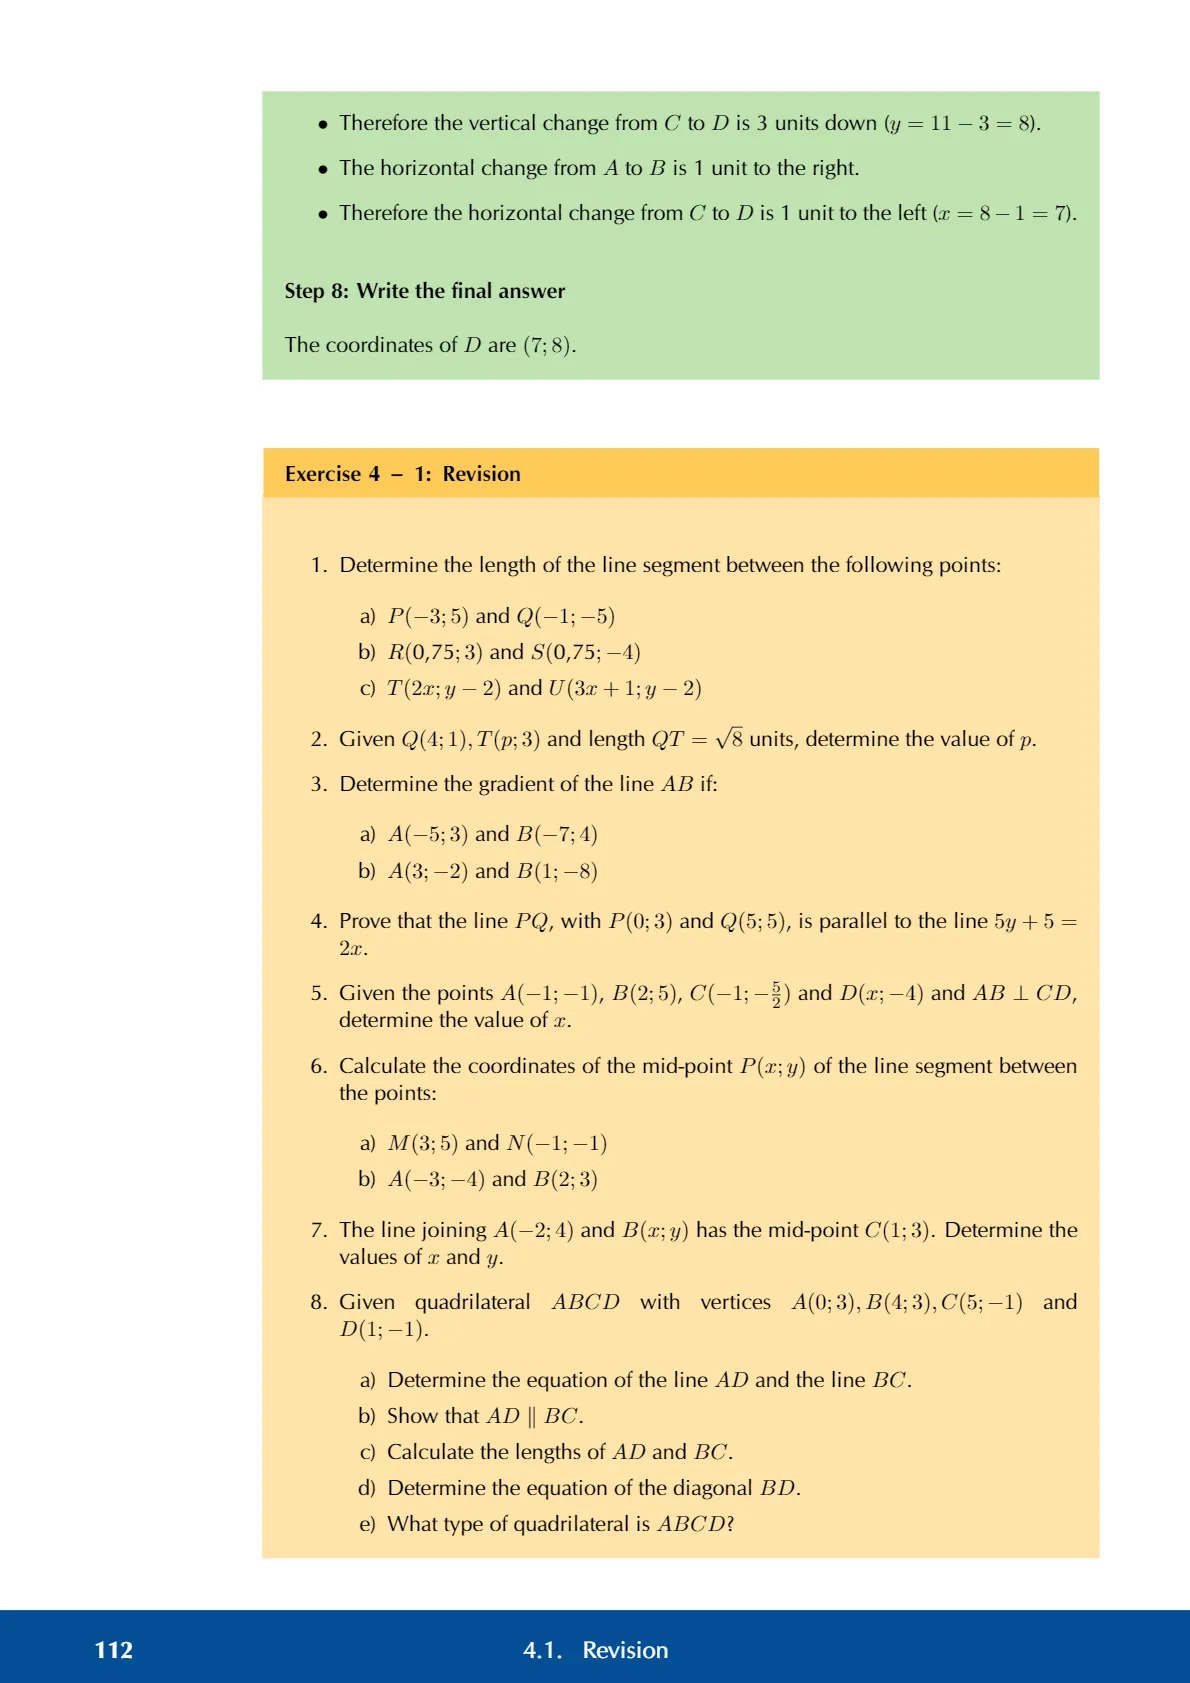 • Therefore the vertical change from C to D is 3 units down (y = 11 − 3 = 8).
• The horizontal change from A to B is 1 unit to the right.
• Therefore the horizontal change from C to D is 1 unit to the left (x = 8 − 1 = 7).
Step 8: Write the final answer
The coordinates of D are (7; 8).
Exercise 4 – 1: Revision
1. Determine the length of the line segment between the following points:
a) P(−3; 5) and Q(−1; −5)
b) R(0,75; 3) and S(0,75; −4)
c) T(2x; y − 2) and U(3x + 1; y − 2)
2. Given Q(4; 1), T(p; 3) and length QT = √8 units, determine the value of p.
3. Determine the gradient of the line AB if:
a) A(−5; 3) and B(−7; 4)
b) A(3; −2) and B(1; −8)
4. Prove that the line PQ, with P(0; 3) and Q(5; 5), is parallel to the line 5y + 5 =
2x.
5. Given the points A(−1; −1), B(2; 5), C(−1; −5/2) and D(x; −4) and AB ⊥ CD,
determine the value of x.
6. Calculate the coordinates of the mid-point P(x; y) of the line segment between
the points:
a) M(3; 5) and N(−1; −1)
b) A(−3; −4) and B(2; 3)
7. The line joining A(−2; 4) and B(x; y) has the mid-point C(1; 3). Determine the
values of x and y.
8. Given quadrilateral ABCD with vertices A(0; 3), B(4; 3), C(5; −1) and
D(1; −1).
a) Determine the equation of the line AD and the line BC.
b) Show that AD ∥ BC.
c) Calculate the lengths of AD and BC.
d) Determine the equation of the diagonal BD.
e) What type of quadrilateral is ABCD?
112 4.1. Revision